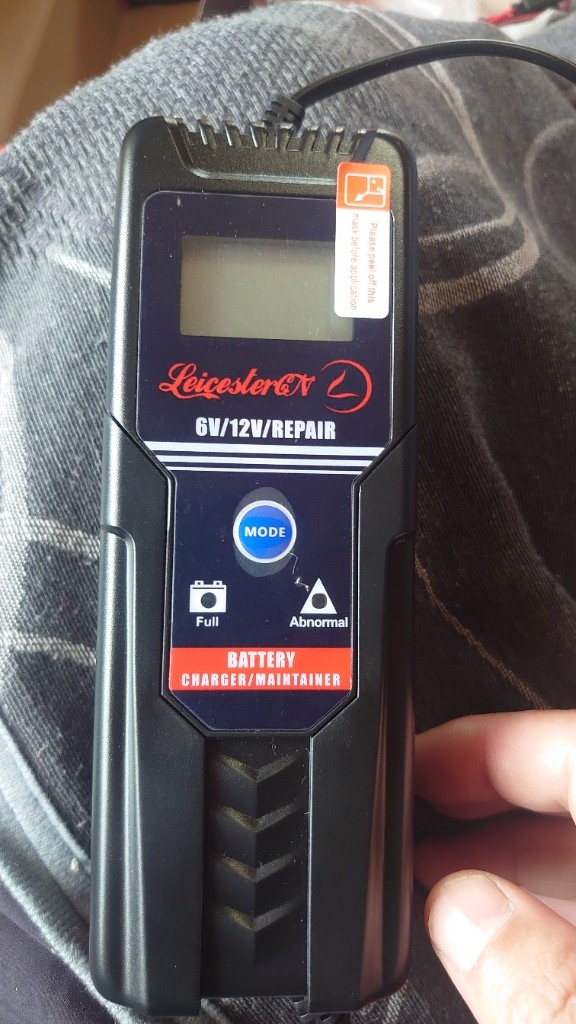 Please peel off this
mask before application
LeicesterCN
6V/12V/REPAIR
MODE
Full
Abnormal
BATTERY
CHARGER/MAINTAINER